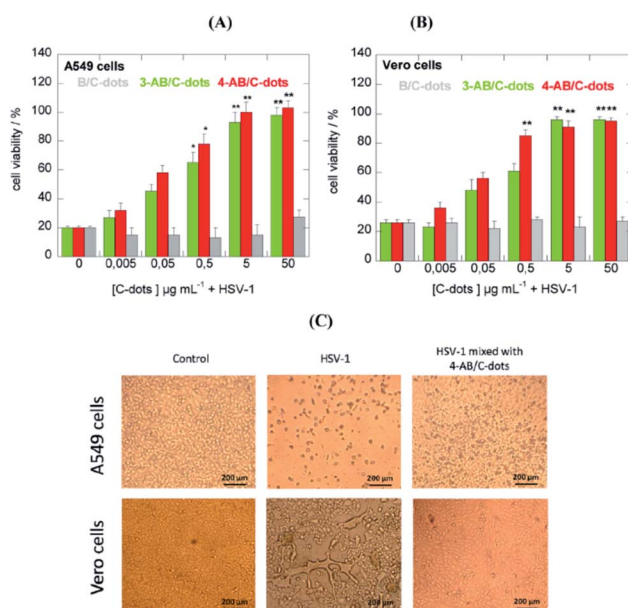 (A)
(B)
140
120
100
80
60
40
20
0
cell viability / %
A549 cells
B/C-dots 3-AB/C-dots 4-AB/C-dots
** ** ** **
* *
0 0,005 0,05 0,5 5 50
[C-dots ] µg mL⁻¹ + HSV-1
140
120
100
80
60
40
20
0
cell viability / %
Vero cells
B/C-dots 3-AB/C-dots 4-AB/C-dots
** ** ** ** **
0 0,005 0,05 0,5 5 50
[C-dots ] µg mL⁻¹ + HSV-1
(C)
Control
HSV-1
HSV-1 mixed with
4-AB/C-dots
A549 cells
200 µm
200 µm
200 µm
Vero cells
200 µm
200 µm
200 µm